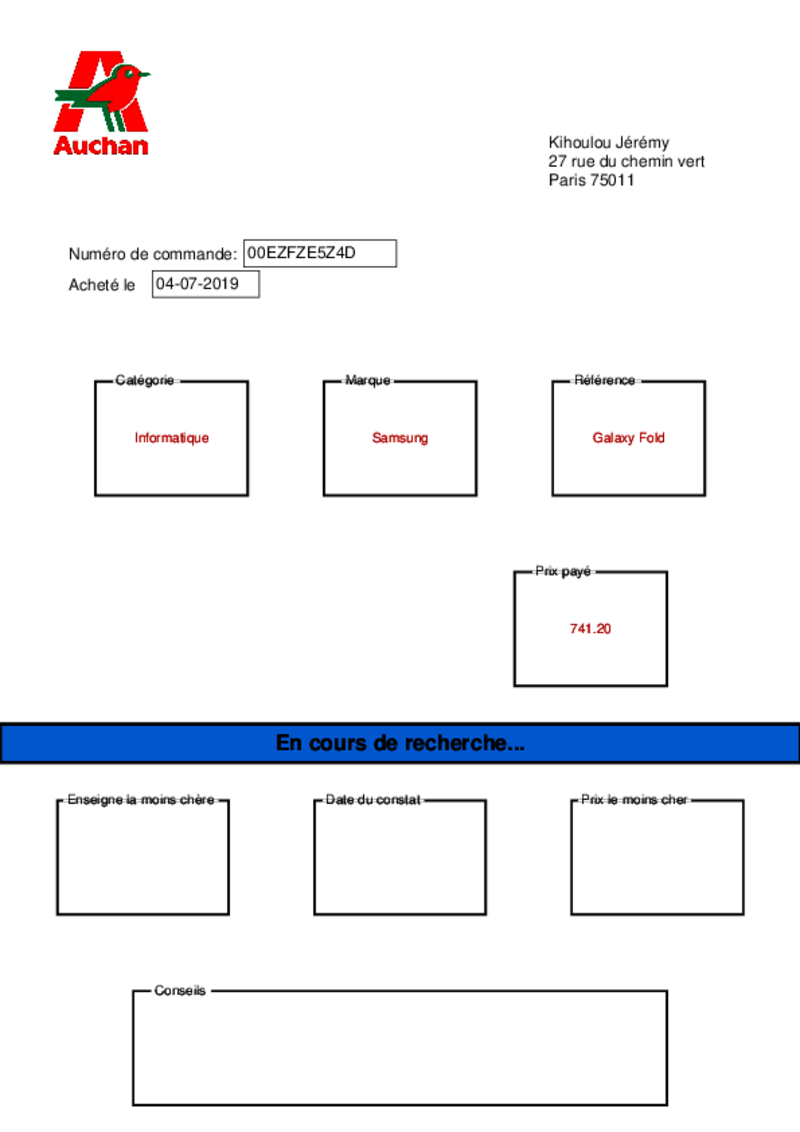 Auchan
Kihoulou Jérémy
27 rue du chemin vert
Paris 75011
Numéro de commande: 00EZFZE5Z4D
Acheté le 04-07-2019
Catégorie Marque Référence
Informatique Samsung Galaxy Fold
Prix payé
741.20
En cours de recherche...
Enseigne la moins chère Date du constat Prix le moins cher
Conseils